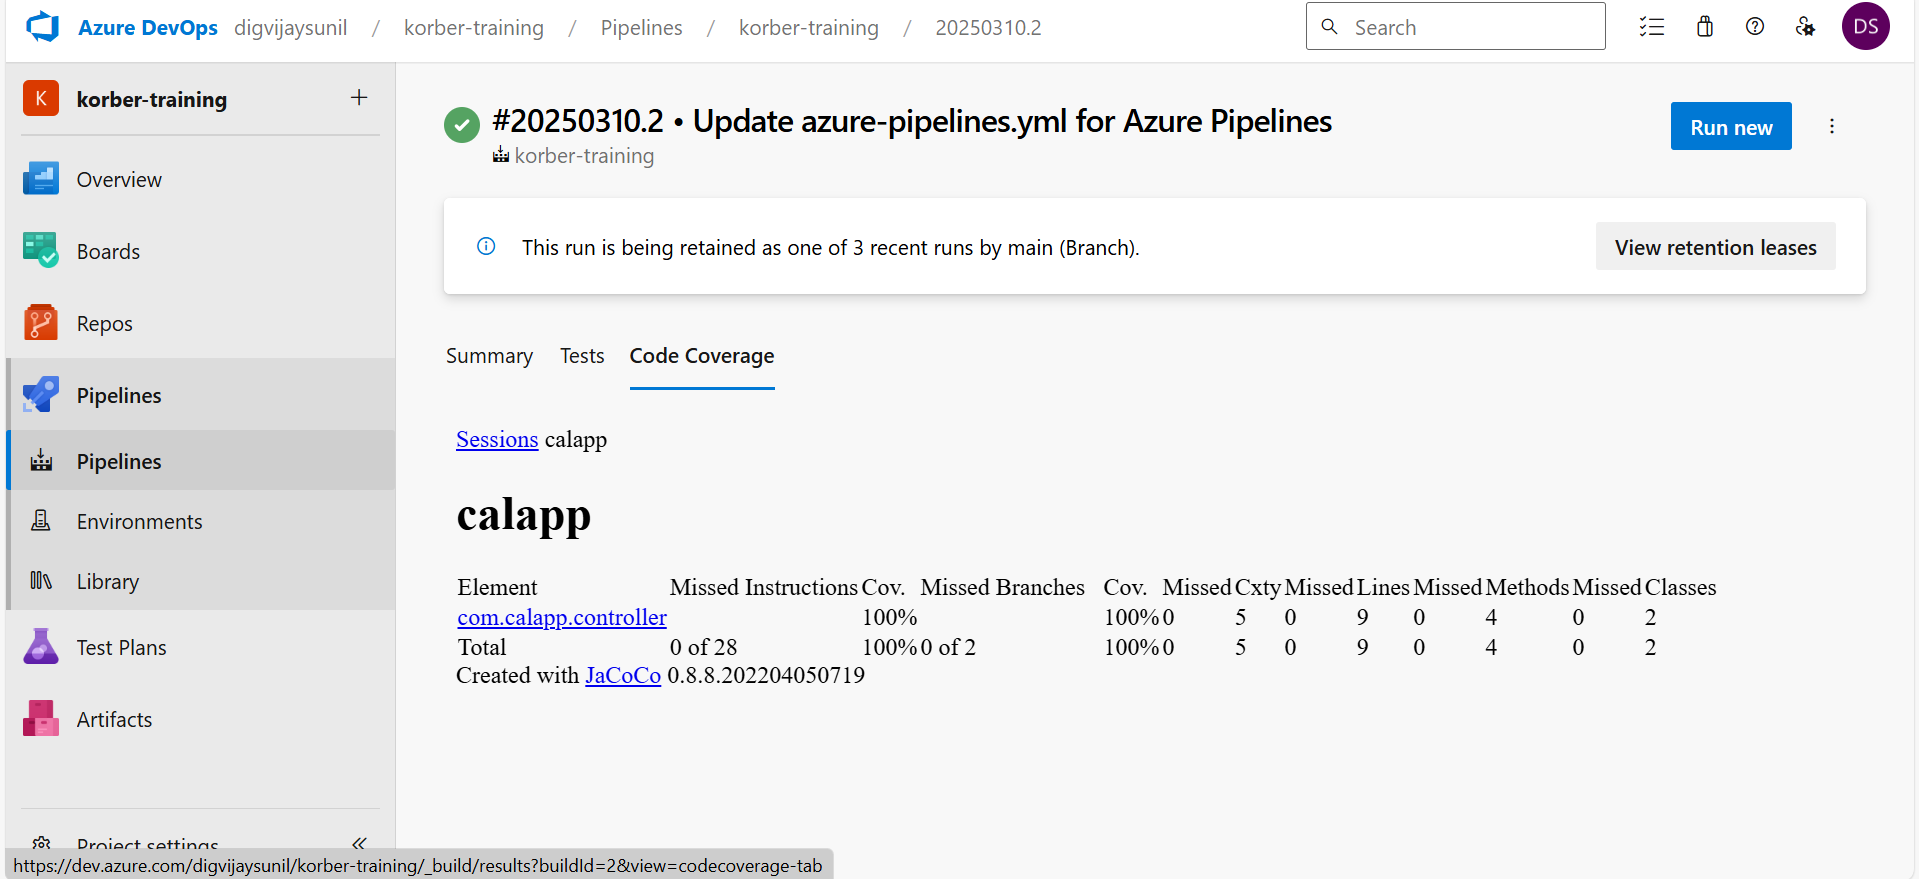 Azure DevOps digvijaysunil / korber-training / Pipelines / korber-training / 20250310.2 Search DS
K korber-training +
Overview
Boards
Repos
Pipelines
Pipelines
Environments
Library
Test Plans
Artifacts
Project settings
#20250310.2 • Update azure-pipelines.yml for Azure Pipelines
korber-training
Run new
This run is being retained as one of 3 recent runs by main (Branch).
View retention leases
Summary Tests Code Coverage
Sessions calapp
calapp
Element Missed Instructions Cov. Missed Branches Cov. Missed Cxty Missed Lines Missed Methods Missed Classes
com.calapp.controller 100% 100% 0 5 0 9 0 4 0 2
Total 0 of 28 100% 0 of 2 100% 0 5 0 9 0 4 0 2
Created with JaCoCo 0.8.8.202204050719
https://dev.azure.com/digvijaysunil/korber-training/_build/results?buildId=2&view=codecoverage-tab